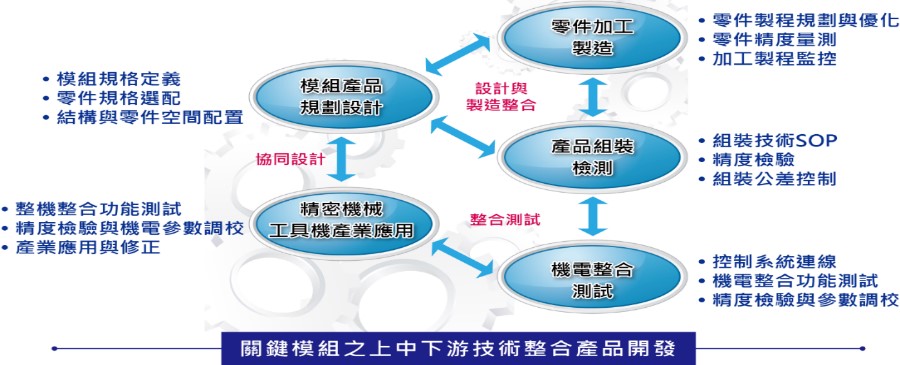 零件加工
製造
• 零件製程規劃與優化
• 零件精度量測
• 加工製程監控
• 模組規格定義
• 零件規格選配
• 結構與零件空間配置
模組產品
規劃設計
設計與
製造整合
產品組裝
檢測
• 組裝技術SOP
• 精度檢驗
• 組裝公差控制
協同設計
• 整機整合功能測試
• 精度檢驗與機電參數調校
• 產業應用與修正
精密機械
工具機產業應用
整合測試
機電整合
測試
• 控制系統連線
• 機電整合功能測試
• 精度檢驗與參數調校
關鍵模組之上中下游技術整合產品開發